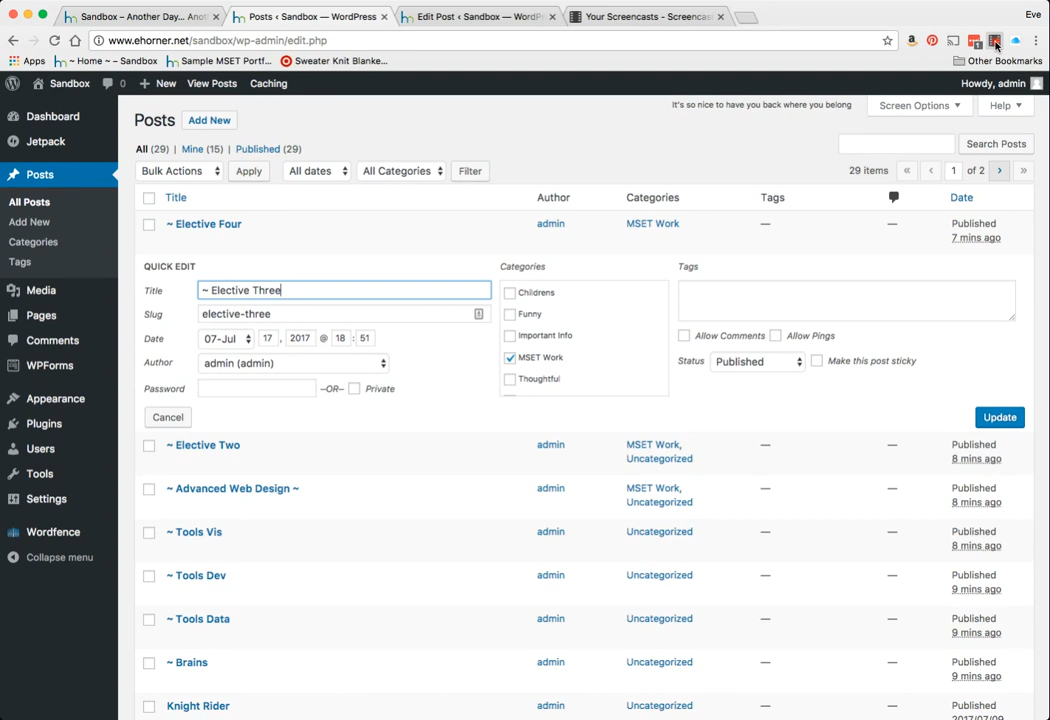 Sandbox – Another Day... Anot
Posts ‹ Sandbox — WordPress
Edit Post ‹ Sandbox — WordP
Your Screencasts - Screencas
Eve
www.ehorner.net/sandbox/wp-admin/edit.php
Apps
~ Home ~ – Sandbox
Sample MSET Portf...
Sweater Knit Blanke...
Other Bookmarks
Sandbox
0
New
View Posts
Caching
Howdy, admin
Dashboard
Jetpack
Posts
All Posts
Add New
Categories
Tags
Media
Pages
Comments
WPForms
Appearance
Plugins
Users
Tools
Settings
Wordfence
Collapse menu
It's so nice to have you back where you belong
Screen Options
Help
Posts
Add New
All (29)
Mine (15)
Published (29)
Search Posts
Bulk Actions
Apply
All dates
All Categories
Filter
29 items
«
‹
1
of 2
›
»
Title
Author
Categories
Tags
Date
~ Elective Four
admin
MSET Work
—
—
Published
7 mins ago
QUICK EDIT
Title
~ Elective Three
Slug
elective-three
Date
07-Jul
17
,
2017
@
18
:
51
Author
admin (admin)
Password
–OR–
Private
Categories
Childrens
Funny
Important Info
MSET Work
Thoughtful
Tags
Allow Comments
Allow Pings
Status
Published
Make this post sticky
Cancel
Update
~ Elective Two
admin
MSET Work,
Uncategorized
—
—
Published
8 mins ago
~ Advanced Web Design ~
admin
MSET Work,
Uncategorized
—
—
Published
8 mins ago
~ Tools Vis
admin
Uncategorized
—
—
Published
8 mins ago
~ Tools Dev
admin
Uncategorized
—
—
Published
9 mins ago
~ Tools Data
admin
Uncategorized
—
—
Published
9 mins ago
~ Brains
admin
Uncategorized
—
—
Published
9 mins ago
Knight Rider
admin
Uncategorized
—
—
Published
2017/07/09